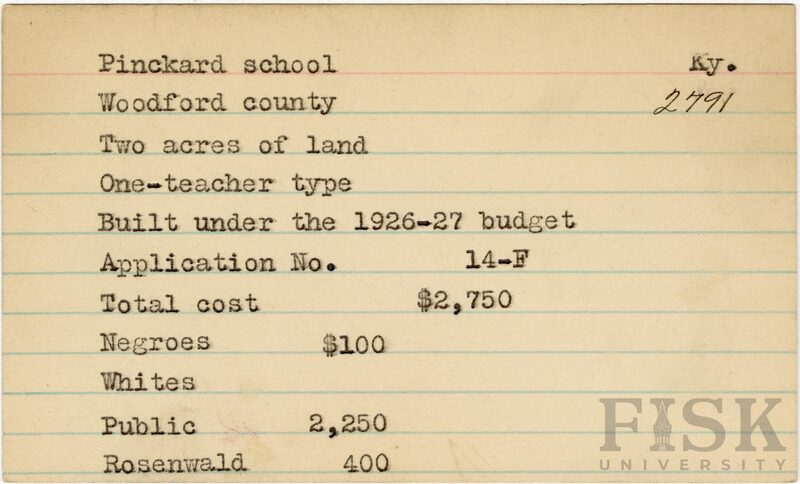 Pinckard school Ky.
Woodford county 2791
Two acres of land
One-teacher type
Built under the 1926-27 budget
Application No. 14-F
Total cost $2,750
Negroes $100
Whites
Public 2,250
Rosenwald 400
FISK
UNIVERSITY